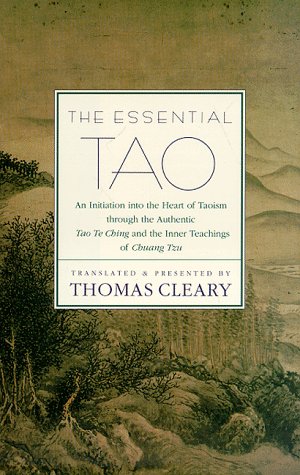 THE ESSENTIAL
TAO
An Initiation into the Heart of Taoism
through the Authentic
Tao Te Ching and the Inner Teachings
of Chuang Tzu
TRANSLATED & PRESENTED BY
THOMAS CLEARY